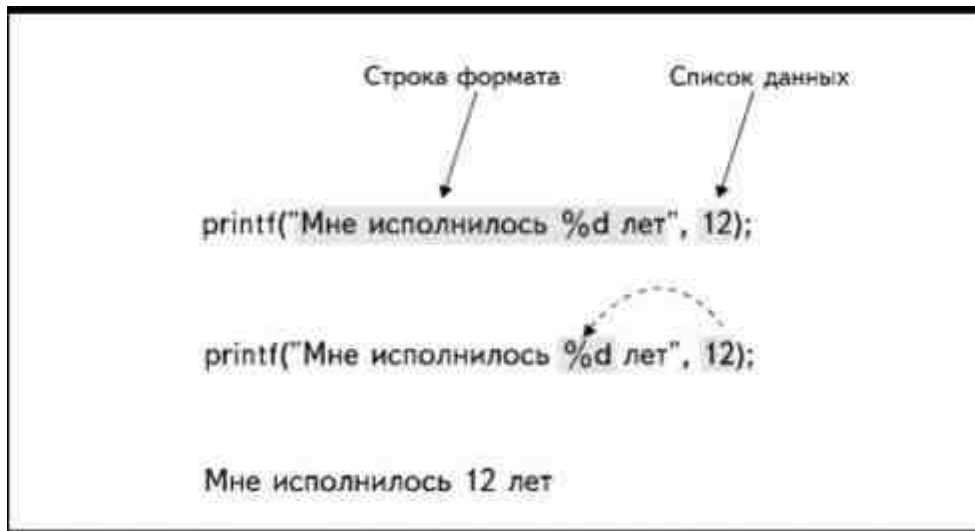 Строка формата Список данных
printf("Мне исполнилось %d лет", 12);
printf("Мне исполнилось %d лет", 12);
Мне исполнилось 12 лет